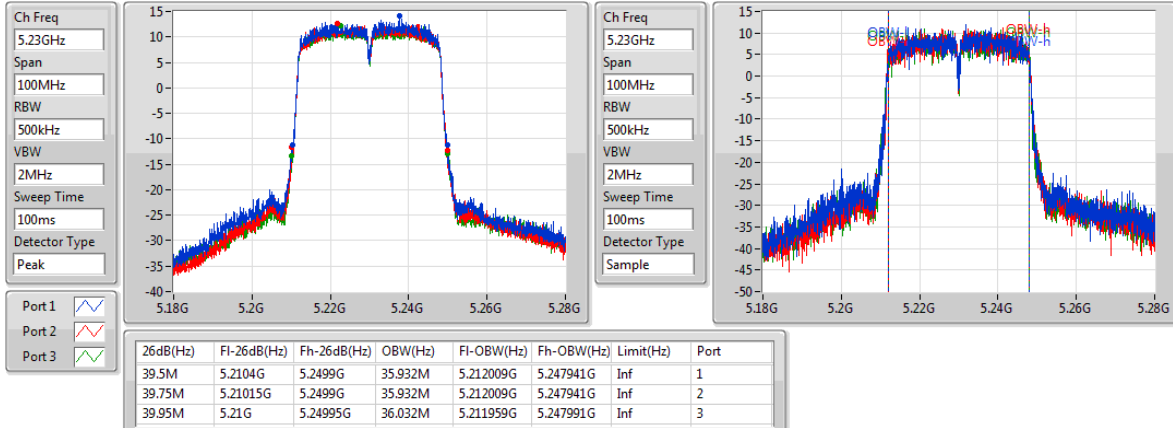 Ch Freq
5.23GHz
Span
100MHz
RBW
500kHz
VBW
2MHz
Sweep Time
100ms
Detector Type
Peak
Port 1
Port 2
Port 3
15
10
5
0
-5
-10
-15
-20
-25
-30
-35
-40
5.18G 5.2G 5.22G 5.24G 5.26G 5.28G
Ch Freq
5.23GHz
Span
100MHz
RBW
500kHz
VBW
2MHz
Sweep Time
100ms
Detector Type
Sample
15
10
5
0
-5
-10
-15
-20
-25
-30
-35
-40
-45
-50
OBW-h
5.18G 5.2G 5.22G 5.24G 5.26G 5.28G
26dB(Hz) Fl-26dB(Hz) Fh-26dB(Hz) OBW(Hz) Fl-OBW(Hz) Fh-OBW(Hz) Limit(Hz) Port
39.5M 5.2104G 5.2499G 35.932M 5.212009G 5.247941G Inf 1
39.75M 5.21015G 5.2499G 35.932M 5.212009G 5.247941G Inf 2
39.95M 5.21G 5.24995G 36.032M 5.211959G 5.247991G Inf 3